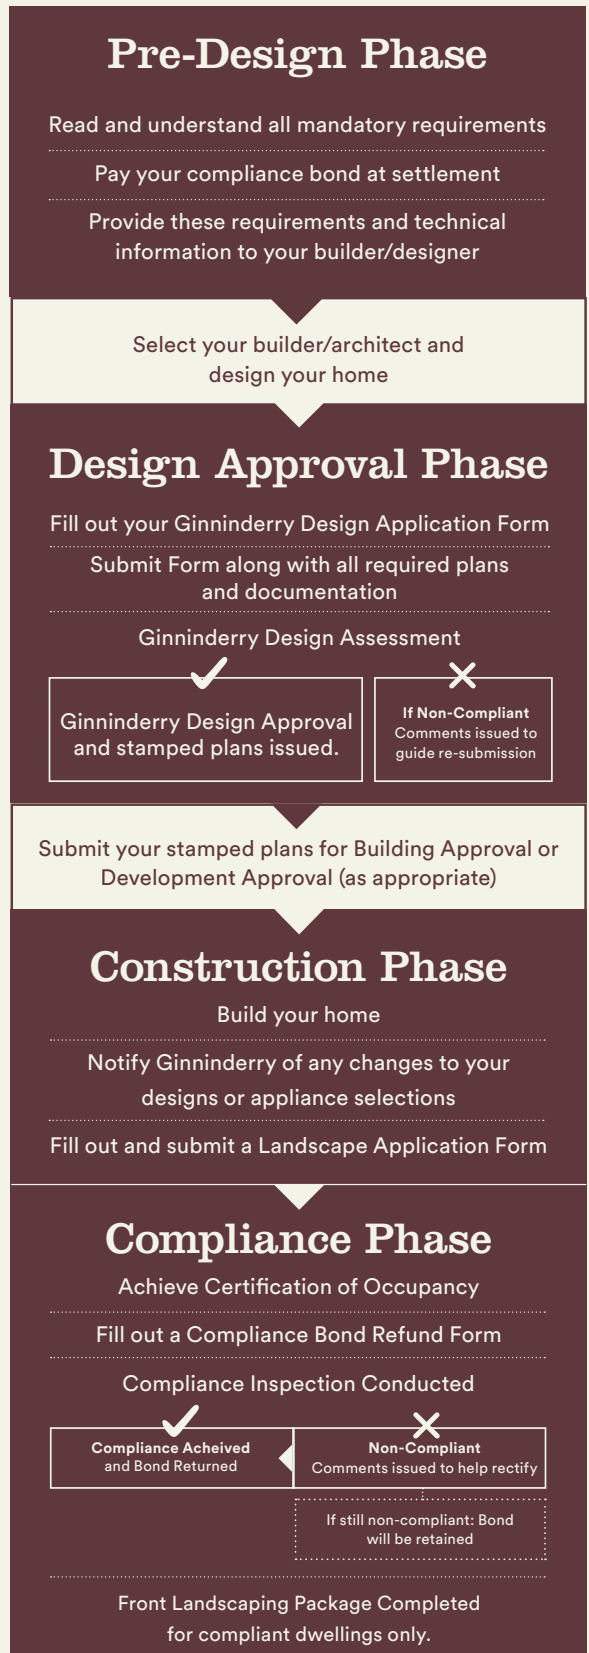 Pre-Design Phase
Read and understand all mandatory requirements
Pay your compliance bond at settlement
Provide these requirements and technical
information to your builder/designer
Select your builder/architect and
design your home
Design Approval Phase
Fill out your Ginninderry Design Application Form
Submit Form along with all required plans
and documentation
Ginninderry Design Assessment
Ginninderry Design Approval
and stamped plans issued.
If Non-Compliant
Comments issued to
guide re-submission
Submit your stamped plans for Building Approval or
Development Approval (as appropriate)
Construction Phase
Build your home
Notify Ginninderry of any changes to your
designs or appliance selections
Fill out and submit a Landscape Application Form
Compliance Phase
Achieve Certification of Occupancy
Fill out a Compliance Bond Refund Form
Compliance Inspection Conducted
Compliance Acheived
and Bond Returned
Non-Compliant
Comments issued to help rectify
If still non-compliant: Bond
will be retained
Front Landscaping Package Completed
for compliant dwellings only.